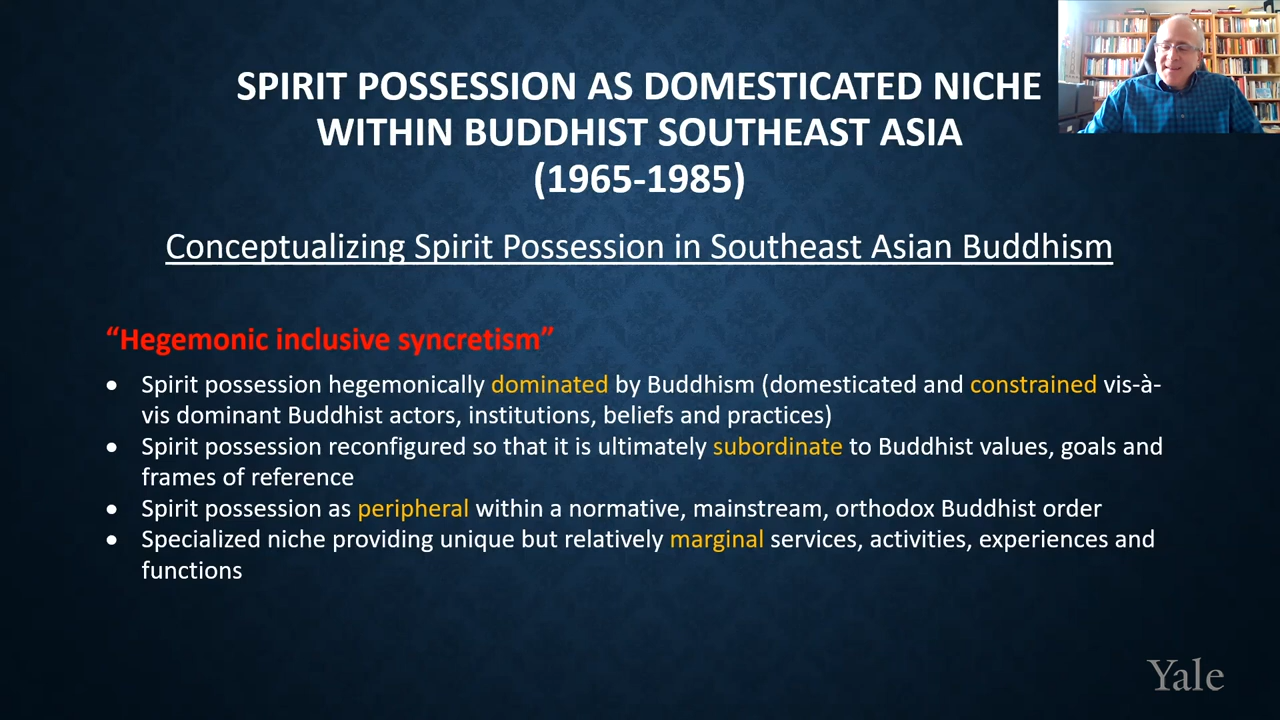 SPIRIT POSSESSION AS DOMESTICATED NICHE
WITHIN BUDDHIST SOUTHEAST ASIA
(1965-1985)
Conceptualizing Spirit Possession in Southeast Asian Buddhism
“Hegemonic inclusive syncretism”
• Spirit possession hegemonically dominated by Buddhism (domesticated and constrained vis-à-
vis dominant Buddhist actors, institutions, beliefs and practices)
• Spirit possession reconfigured so that it is ultimately subordinate to Buddhist values, goals and
frames of reference
• Spirit possession as peripheral within a normative, mainstream, orthodox Buddhist order
• Specialized niche providing unique but relatively marginal services, activities, experiences and
functions
Yale